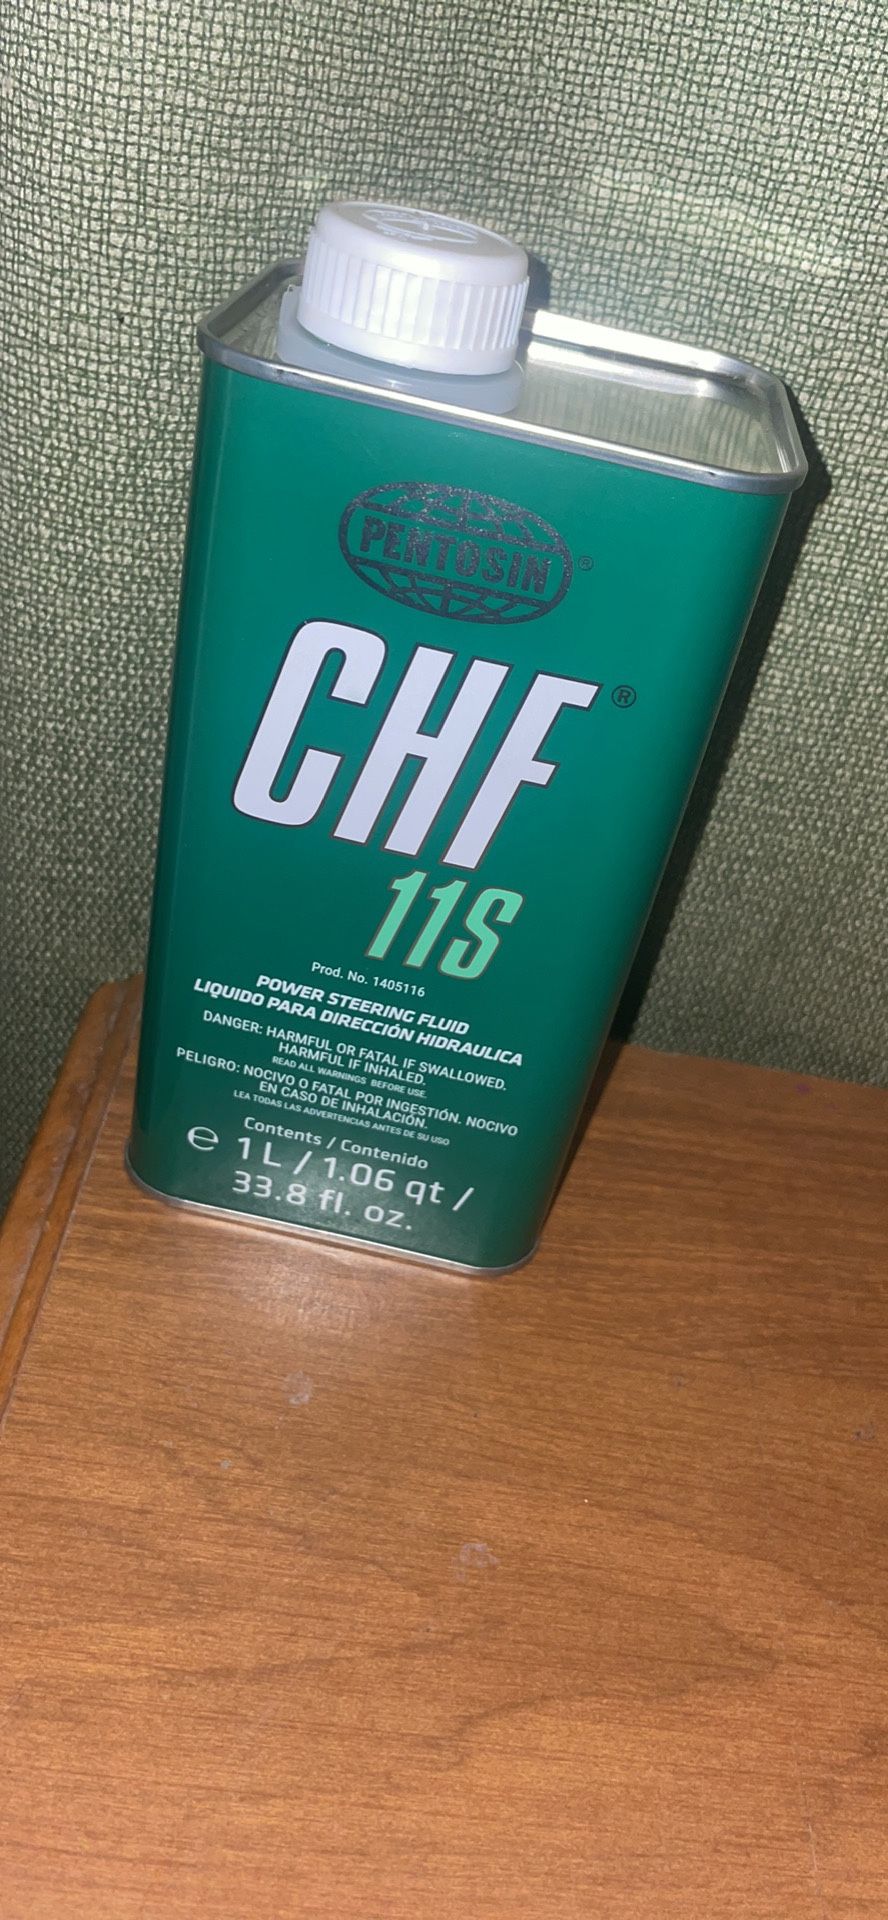 PENTOSIN ®
CHF ®
11S
Prod. No. 1405116
POWER STEERING FLUID
LIQUIDO PARA DIRECCIÓN HIDRAULICA
DANGER: HARMFUL OR FATAL IF SWALLOWED.
HARMFUL IF INHALED.
READ ALL WARNINGS BEFORE USE.
PELIGRO: NOCIVO O FATAL POR INGESTIÓN. NOCIVO
EN CASO DE INHALACIÓN.
LEA TODAS LAS ADVERTENCIAS ANTES DE SU USO
Contents / Contenido
℮ 1 L / 1.06 qt /
33.8 fl. oz.